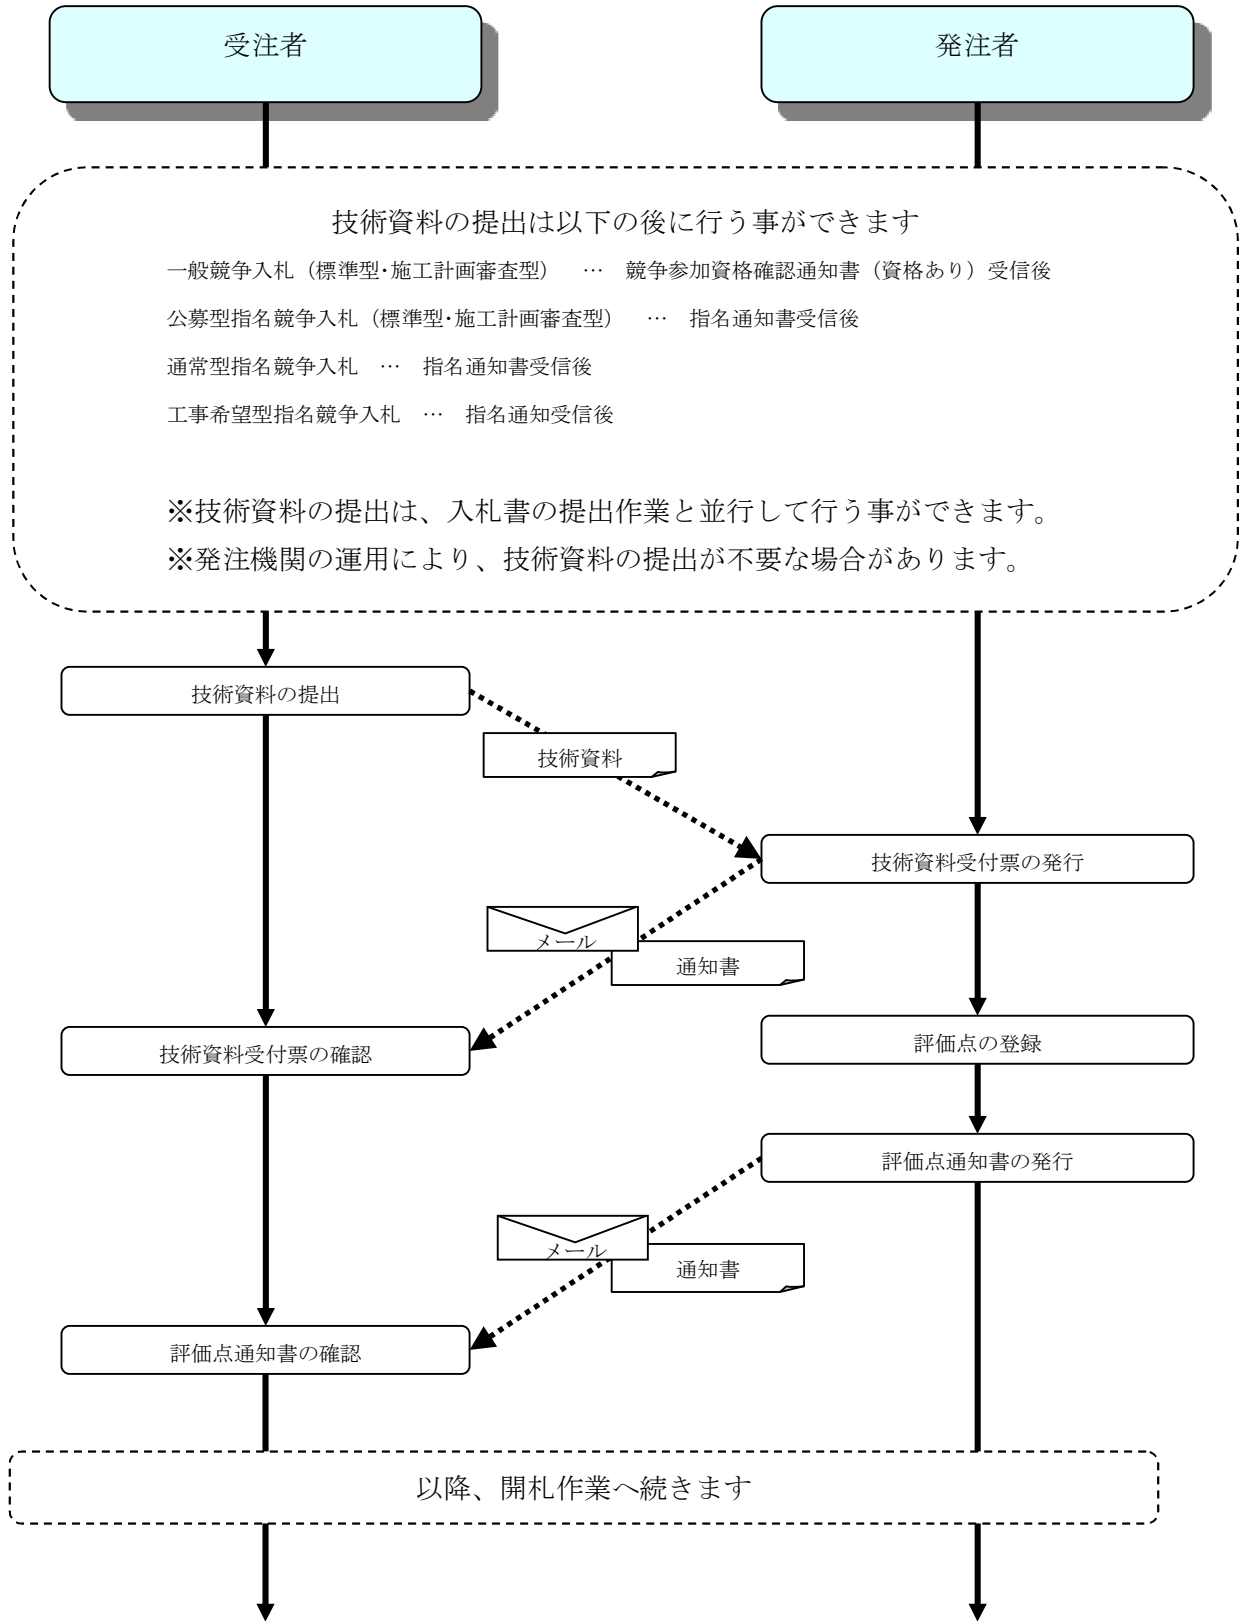 受注者
発注者
技術資料の提出は以下の後に行う事ができます
一般競争入札（標準型･施工計画審査型）　…　競争参加資格確認通知書（資格あり）受信後
公募型指名競争入札（標準型･施工計画審査型）　…　指名通知書受信後
通常型指名競争入札　…　指名通知書受信後
工事希望型指名競争入札　…　指名通知受信後
※技術資料の提出は、入札書の提出作業と並行して行う事ができます。
※発注機関の運用により、技術資料の提出が不要な場合があります。
技術資料の提出
技術資料
技術資料受付票の発行
メール
通知書
技術資料受付票の確認
評価点の登録
評価点通知書の発行
メール
通知書
評価点通知書の確認
以降、開札作業へ続きます